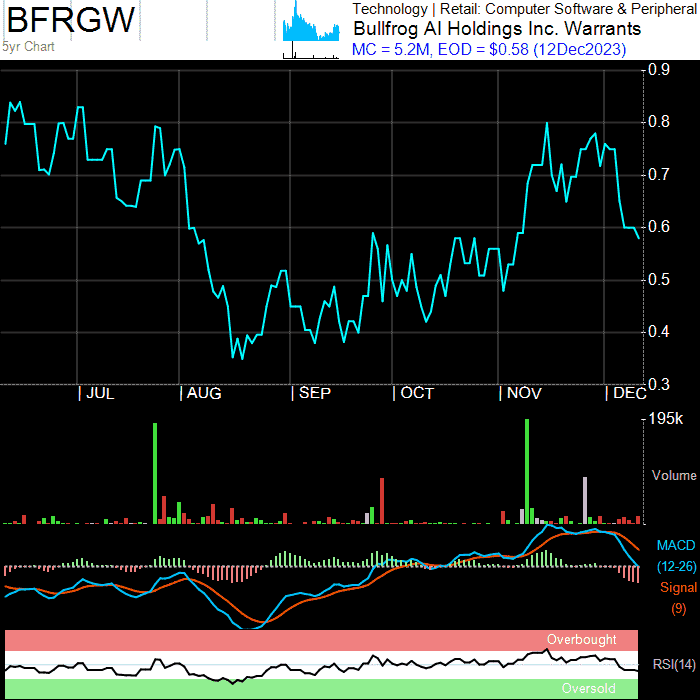 BFRGW
5yr Chart
Technology | Retail: Computer Software & Peripheral
Bullfrog AI Holdings Inc. Warrants
MC = 5.2M, EOD = $0.58 (12Dec2023)
0.9
0.8
0.7
0.6
0.5
0.4
0.3
| JUL | AUG | SEP | OCT | NOV | DEC
195k
Volume
MACD
(12-26)
Signal
(9)
Overbought
RSI(14)
Oversold